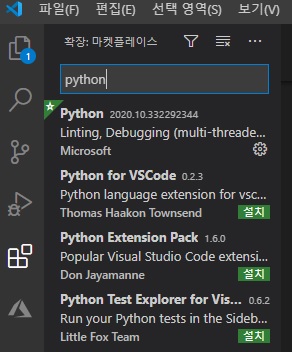 파일(F) 편집(E) 선택 영역(S) 보기(V)
확장: 마켓플레이스 ...
1
python
Python 2020.10.332292344
Linting, Debugging (multi-threade...
Microsoft
Python for VSCode 0.2.3
Python language extension for vsc...
Thomas Haakon Townsend 설치
Python Extension Pack 1.6.0
Popular Visual Studio Code extensi...
Don Jayamanne 설치
Python Test Explorer for Vis... 0.6.2
Run your Python tests in the Sideb...
Little Fox Team 설치